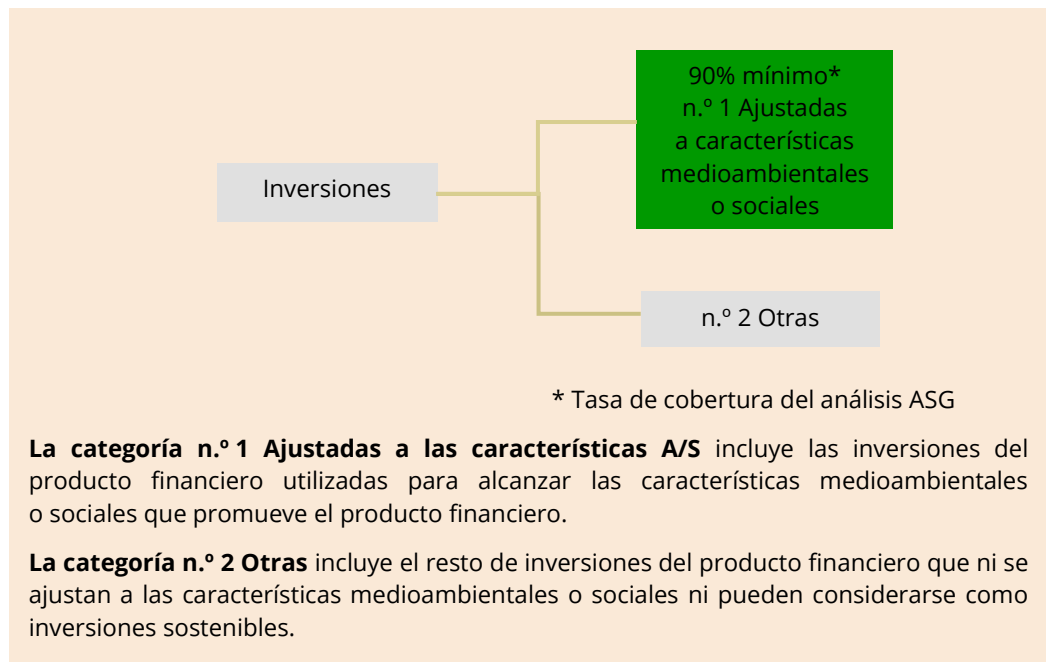 90% mínimo*
n.º 1 Ajustadas
a características
medioambientales
o sociales
Inversiones
n.º 2 Otras
* Tasa de cobertura del análisis ASG
La categoría n.º 1 Ajustadas a las características A/S incluye las inversiones del
producto financiero utilizadas para alcanzar las características medioambientales
o sociales que promueve el producto financiero.
La categoría n.º 2 Otras incluye el resto de inversiones del producto financiero que ni se
ajustan a las características medioambientales o sociales ni pueden considerarse como
inversiones sostenibles.